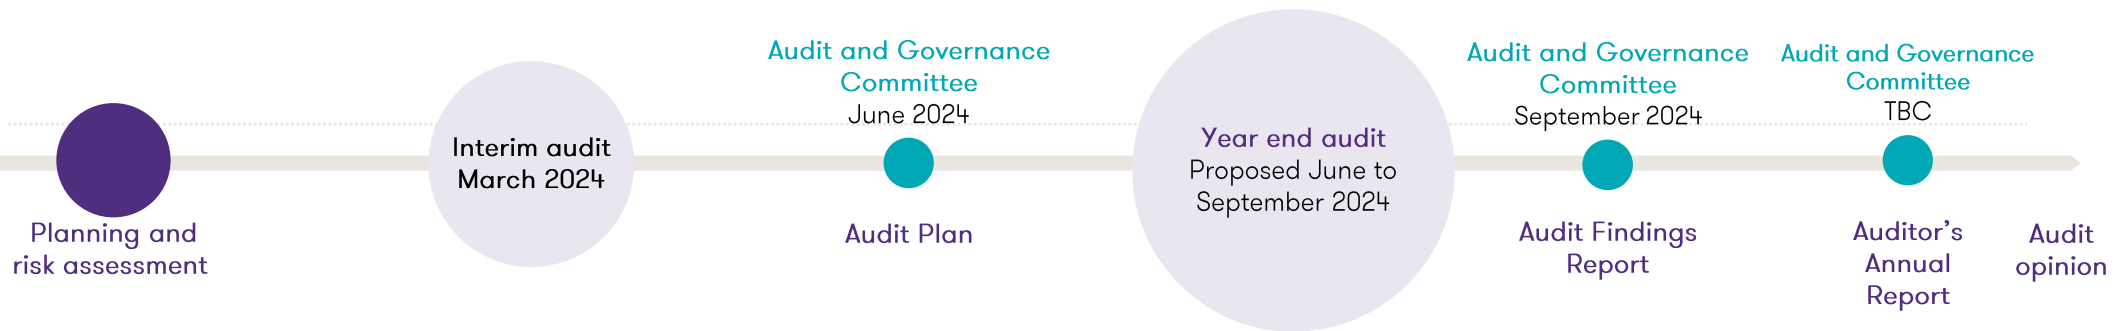 Planning and
risk assessment
Interim audit
March 2024
Audit and Governance
Committee
June 2024
Audit Plan
Year end audit
Proposed June to
September 2024
Audit and Governance
Committee
September 2024
Audit Findings
Report
Audit and Governance
Committee
TBC
Auditor’s
Annual
Report
Audit
opinion